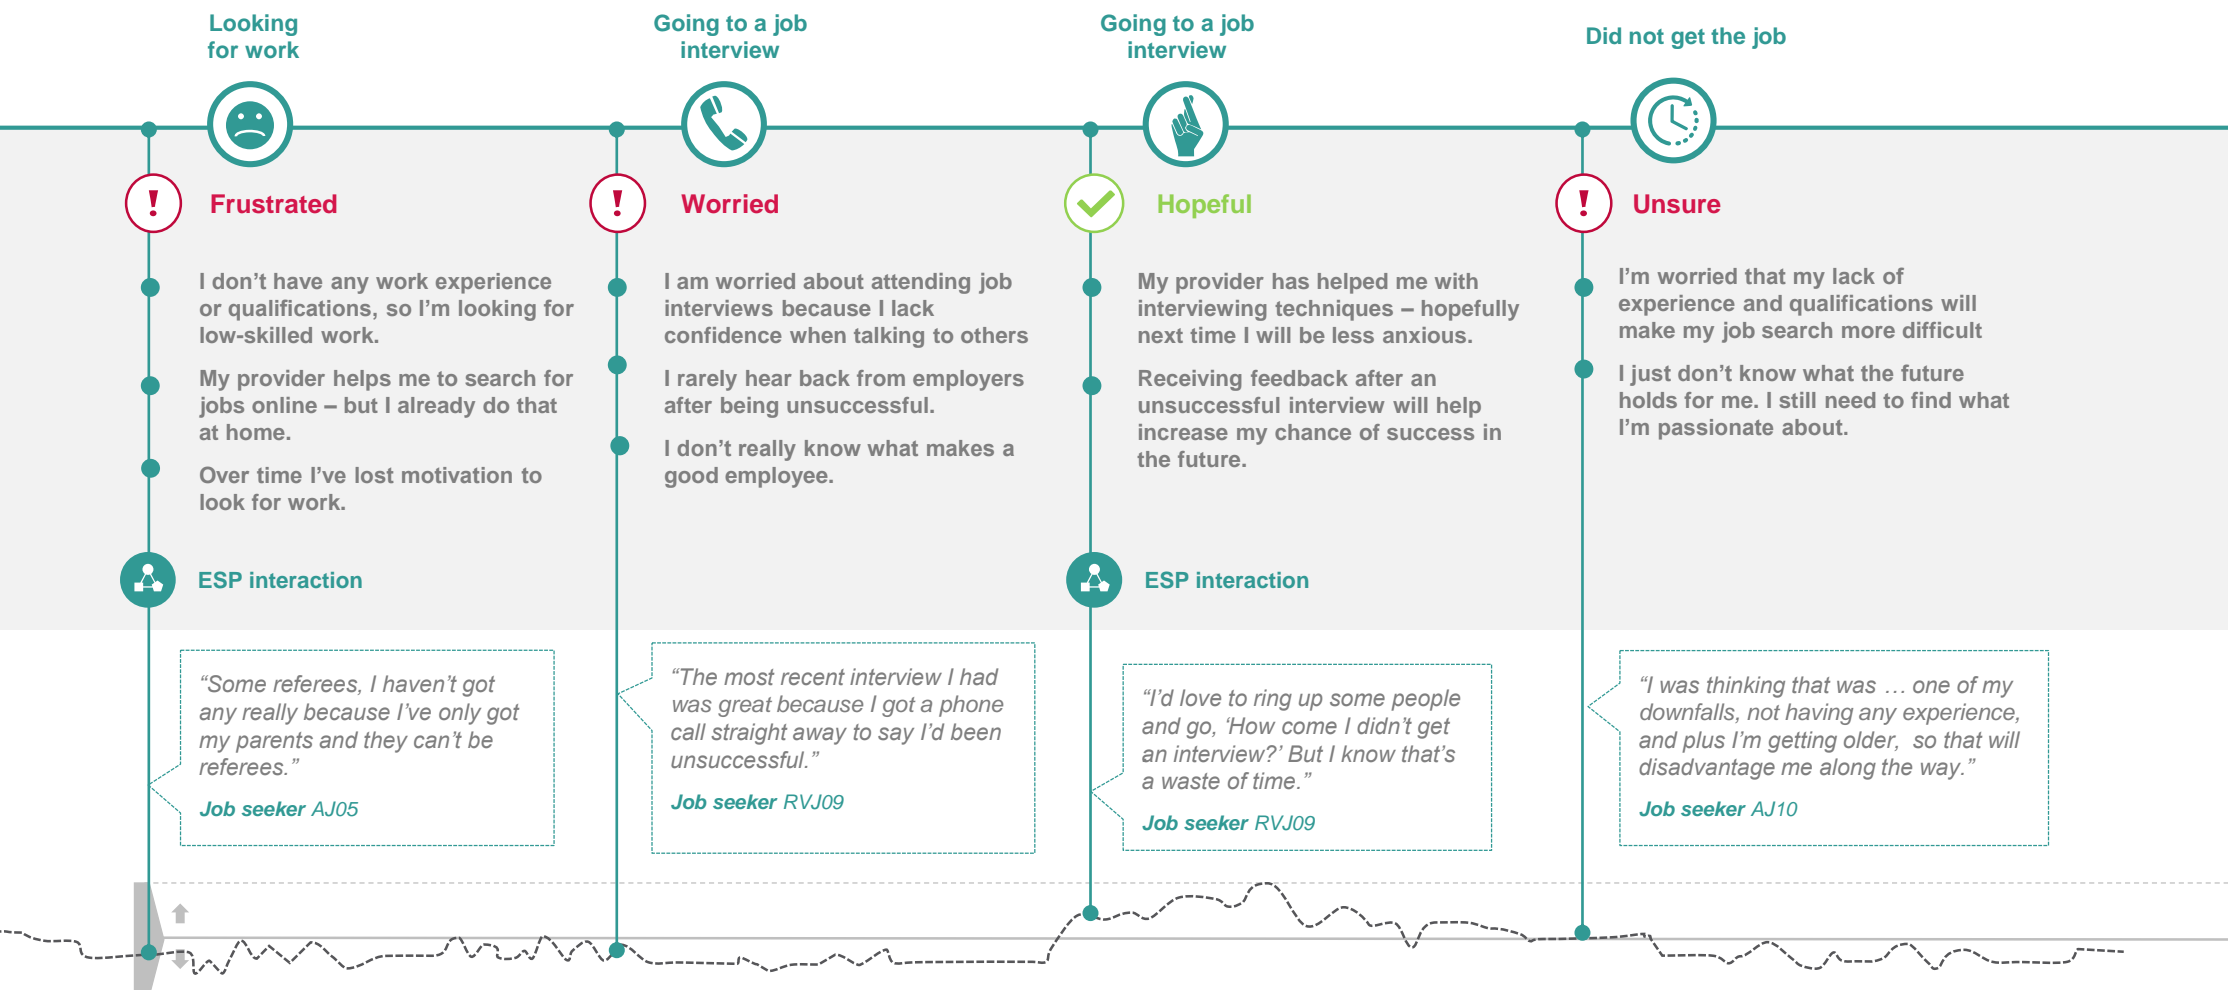 Looking
for work
Going to a job
interview
Going to a job
interview
Did not get the job
!
Frustrated
!
Worried
Hopeful
!
Unsure
I don’t have any work experience
or qualifications, so I’m looking for
low-skilled work.
My provider helps me to search for
jobs online – but I already do that
at home.
Over time I’ve lost motivation to
look for work.
I am worried about attending job
interviews because I lack
confidence when talking to others
I rarely hear back from employers
after being unsuccessful.
I don’t really know what makes a
good employee.
My provider has helped me with
interviewing techniques – hopefully
next time I will be less anxious.
Receiving feedback after an
unsuccessful interview will help
increase my chance of success in
the future.
I’m worried that my lack of
experience and qualifications will
make my job search more difficult
I just don’t know what the future
holds for me. I still need to find what
I’m passionate about.
ESP interaction
ESP interaction
“Some referees, I haven’t got
any really because I’ve only got
my parents and they can’t be
referees.”
Job seeker AJ05
“The most recent interview I had
was great because I got a phone
call straight away to say I’d been
unsuccessful.”
Job seeker RVJ09
“I’d love to ring up some people
and go, ‘How come I didn’t get
an interview?’ But I know that’s
a waste of time.”
Job seeker RVJ09
“I was thinking that was … one of my
downfalls, not having any experience,
and plus I’m getting older, so that will
disadvantage me along the way.”
Job seeker AJ10